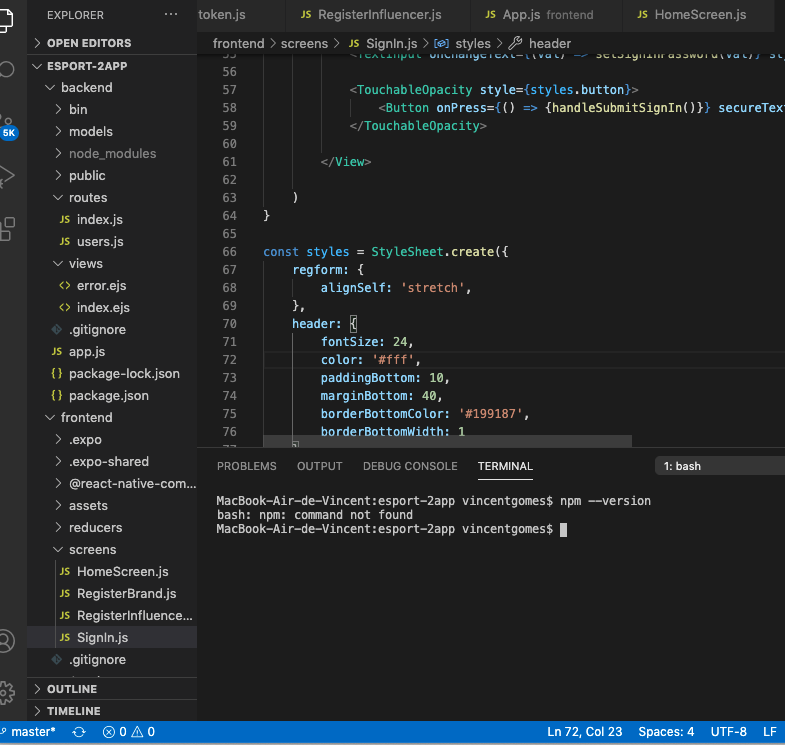 EXPLORER
···
token.js
JS RegisterInfluencer.js
JS App.js frontend
JS HomeScreen.js
OPEN EDITORS
ESPORT-2APP
backend
bin
models
node_modules
public
routes
JS index.js
JS users.js
views
<> error.ejs
<> index.ejs
.gitignore
JS app.js
{} package-lock.json
{} package.json
frontend
.expo
.expo-shared
@react-native-com...
assets
reducers
screens
JS HomeScreen.js
JS RegisterBrand.js
JS RegisterInfluence...
JS SignIn.js
.gitignore
OUTLINE
TIMELINE
5K
frontend > screens > JS SignIn.js > styles > header
55 <TextInput onChangeText={(val) => setSignInPassword(val)} st
56
57 <TouchableOpacity style={styles.button}>
58 <Button onPress={() => {handleSubmitSignIn()}} secureText
59 </TouchableOpacity>
60
61 </View>
62
63 )
64 }
65
66 const styles = StyleSheet.create({
67 regform: {
68 alignSelf: 'stretch',
69 },
70 header: {
71 fontSize: 24,
72 color: '#fff',
73 paddingBottom: 10,
74 marginBottom: 40,
75 borderBottomColor: '#199187',
76 borderBottomWidth: 1
77 }
PROBLEMS OUTPUT DEBUG CONSOLE TERMINAL
1: bash
MacBook-Air-de-Vincent:esport-2app vincentgomes$ npm --version
bash: npm: command not found
MacBook-Air-de-Vincent:esport-2app vincentgomes$
master* 0 0 Ln 72, Col 23 Spaces: 4 UTF-8 LF